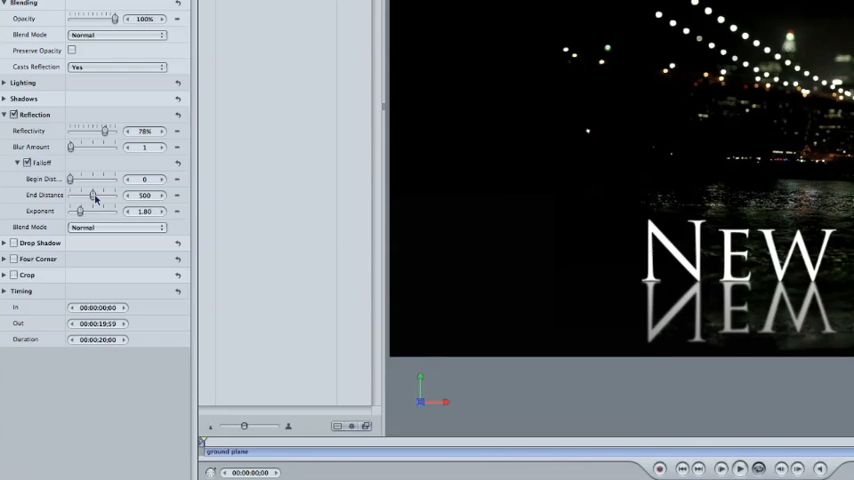 Blending
Opacity 100%
Blend Mode Normal
Preserve Opacity
Casts Reflection Yes
Lighting
Shadows
Reflection
Reflectivity 78%
Blur Amount 1
Falloff
Begin Dist... 0
End Distance 500
Exponent 1.80
Blend Mode Normal
Drop Shadow
Four Corner
Crop
Timing
In 00:00:00;00
Out 00:00:19;59
Duration 00:00:20;00
NEW
ground plane
00:00:00;00